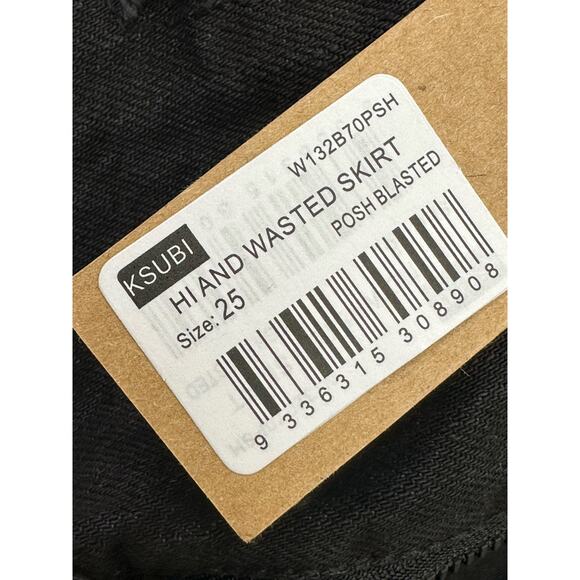 KSUBI
W132B70PSH
HI AND WASTED SKIRT
POSH BLASTED
Size: 25
9 336315 308908